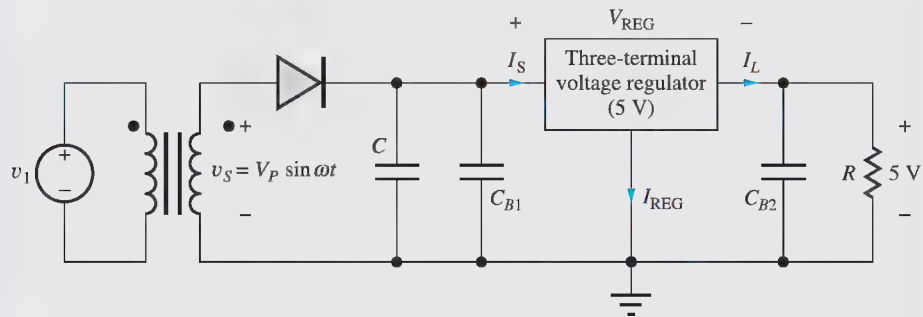 + V_REG −
I_S
Three-terminal
voltage regulator
(5 V)
I_L
v_1
+
−
+
v_S = V_P sin ωt
−
C
C_B1
I_REG
C_B2
R
+
5 V
−